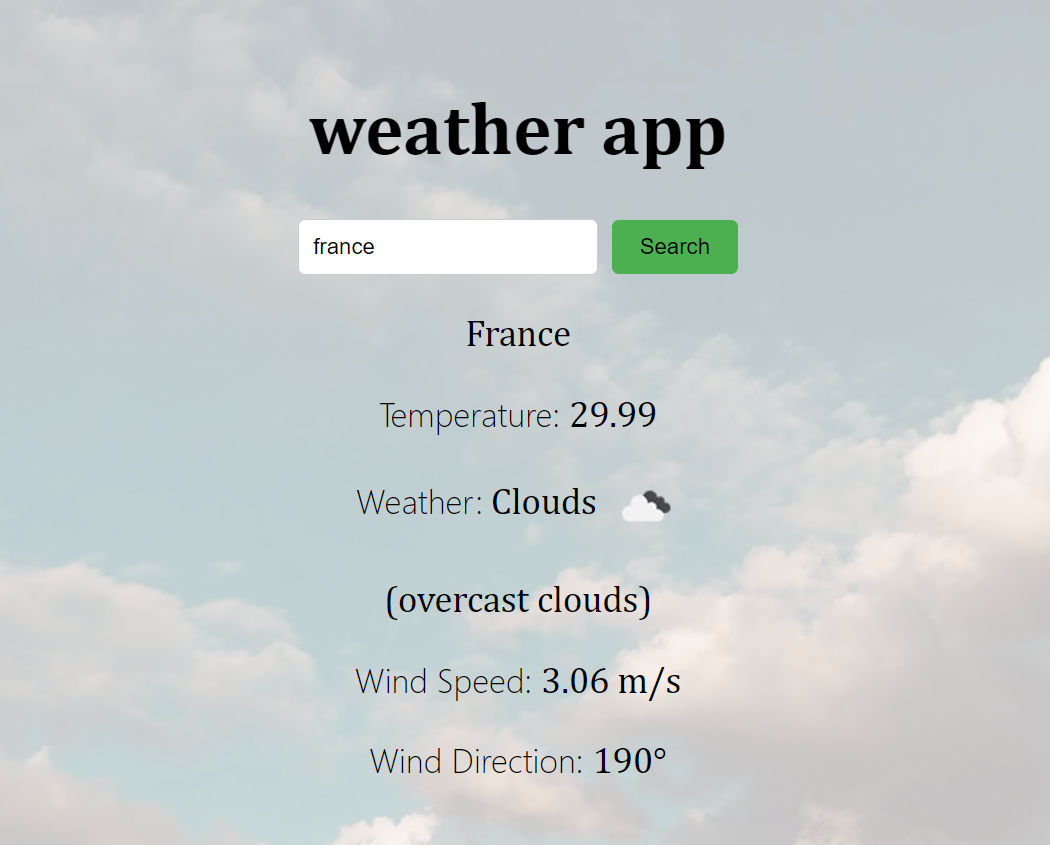 weather app
france Search
France
Temperature: 29.99
Weather: Clouds
(overcast clouds)
Wind Speed: 3.06 m/s
Wind Direction: 190°